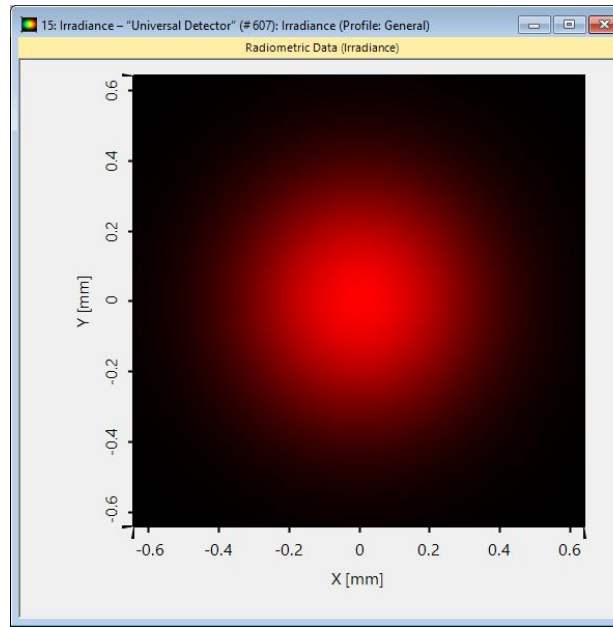 15: Irradiance – "Universal Detector" (# 607): Irradiance (Profile: General)
Radiometric Data (Irradiance)
Y [mm]
0.6
0.4
0.2
0
-0.2
-0.4
-0.6
-0.6 -0.4 -0.2 0 0.2 0.4 0.6
X [mm]